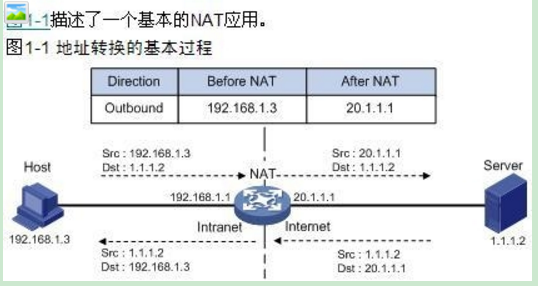 图1-1描述了一个基本的NAT应用。
图1-1 地址转换的基本过程
Direction Before NAT After NAT
Outbound 192.168.1.3 20.1.1.1
Src : 192.168.1.3
Dst : 1.1.1.2
Src : 20.1.1.1
Dst : 1.1.1.2
Host
NAT
Server
192.168.1.1
20.1.1.1
192.168.1.3
Intranet
Internet
1.1.1.2
Src : 1.1.1.2
Dst : 192.168.1.3
Src : 1.1.1.2
Dst : 20.1.1.1